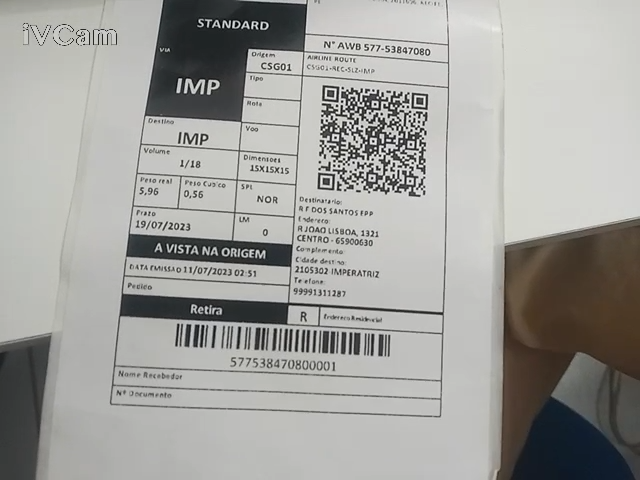 iVCam
STANDARD
N° AWB 577-53847080
VIA
IMP
Origem
CSG01
AIRLINE ROUTE
CSG01-REC-SLZ-IMP
Tipo
Rota
Destino
IMP
Voo
Volume
1/18
Dimensoes
15X15X15
Peso real
5,96
Peso Cubico
0,56
SPL
NOR
Prazo
19/07/2023
LM
0
Destinatario:
R F DOS SANTOS EPP
Endereco:
R JOAO LISBOA, 1321
CENTRO - 65900630
Complemento:
Cidade destino:
2105302-IMPERATRIZ
Telefone:
99991311287
A VISTA NA ORIGEM
DATA EMISSAO 11/07/2023 02:51
Pedido
Retira
R
Endereco Residencial
577538470800001
Nome Recebedor
N° Documento